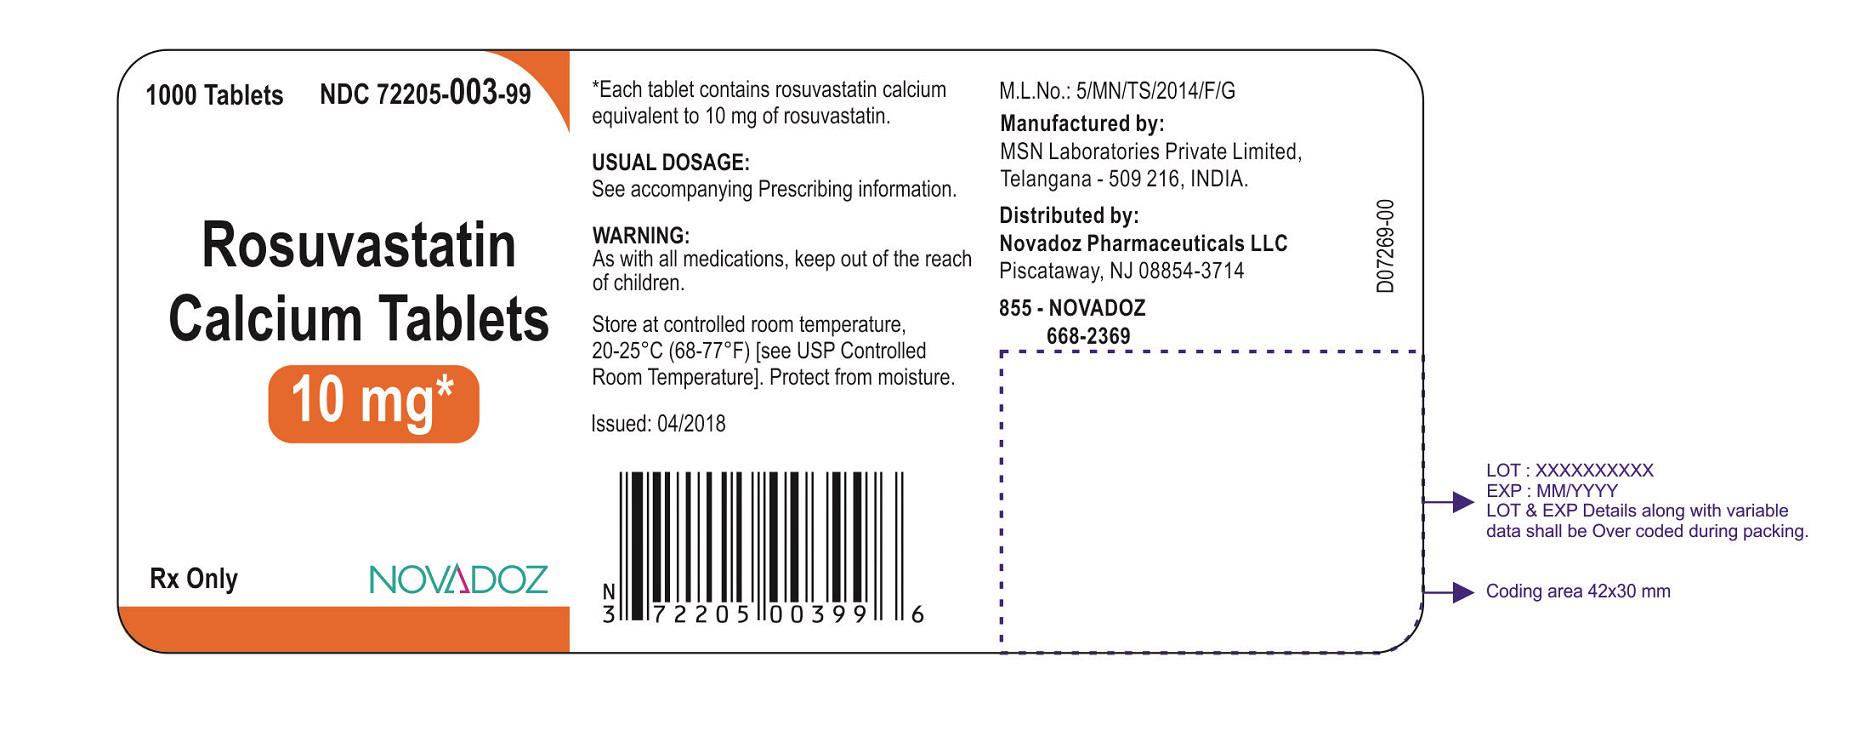 1000 Tablets NDC 72205-003-99
Rosuvastatin
Calcium Tablets
10 mg*
Rx Only NOVADOZ
*Each tablet contains rosuvastatin calcium
equivalent to 10 mg of rosuvastatin.
USUAL DOSAGE:
See accompanying Prescribing information.
WARNING:
As with all medications, keep out of the reach
of children.
Store at controlled room temperature,
20-25°C (68-77°F) [see USP Controlled
Room Temperature]. Protect from moisture.
Issued: 04/2018
N
3 72205 00399 6
M.L.No.: 5/MN/TS/2014/F/G
Manufactured by:
MSN Laboratories Private Limited,
Telangana - 509 216, INDIA.
Distributed by:
Novadoz Pharmaceuticals LLC
Piscataway, NJ 08854-3714
855 - NOVADOZ
668-2369
D07269-00
LOT : XXXXXXXXXX
EXP : MM/YYYY
LOT & EXP Details along with variable
data shall be Over coded during packing.
Coding area 42x30 mm